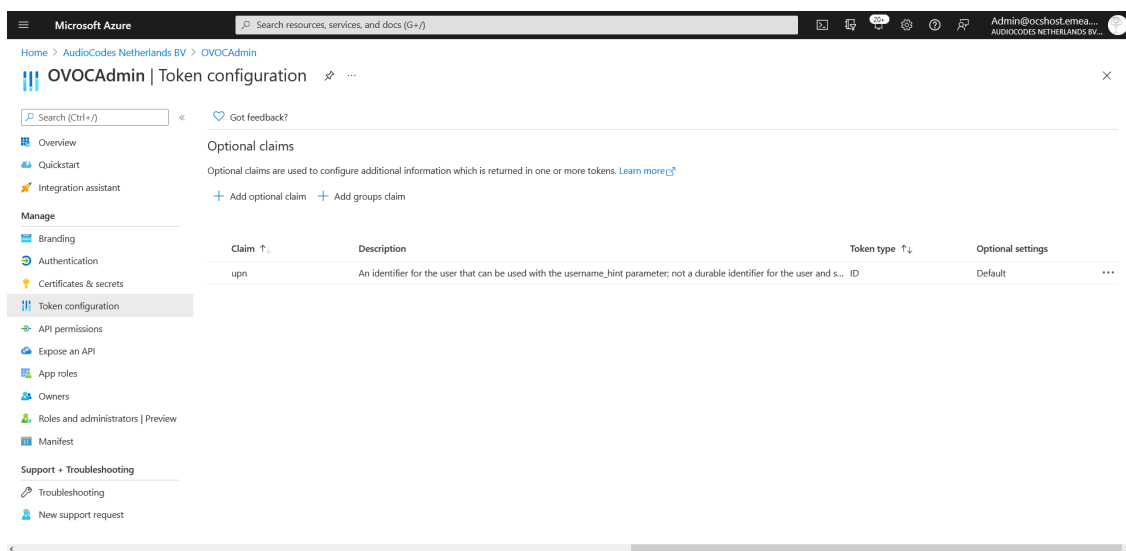 Microsoft Azure
Search resources, services, and docs (G+/)
20+
Admin@ocshost.emea....
AUDIOCODES NETHERLANDS BV...
Home > AudioCodes Netherlands BV > OVOCAdmin
OVOCAdmin | Token configuration
Search (Ctrl+/)
«
Got feedback?
Overview
Quickstart
Integration assistant
Manage
Branding
Authentication
Certificates & secrets
Token configuration
API permissions
Expose an API
App roles
Owners
Roles and administrators | Preview
Manifest
Support + Troubleshooting
Troubleshooting
New support request
Optional claims
Optional claims are used to configure additional information which is returned in one or more tokens. Learn more
+ Add optional claim + Add groups claim
Claim ↑↓ Description Token type ↑↓ Optional settings
upn An identifier for the user that can be used with the username_hint parameter; not a durable identifier for the user and s... ID Default ...